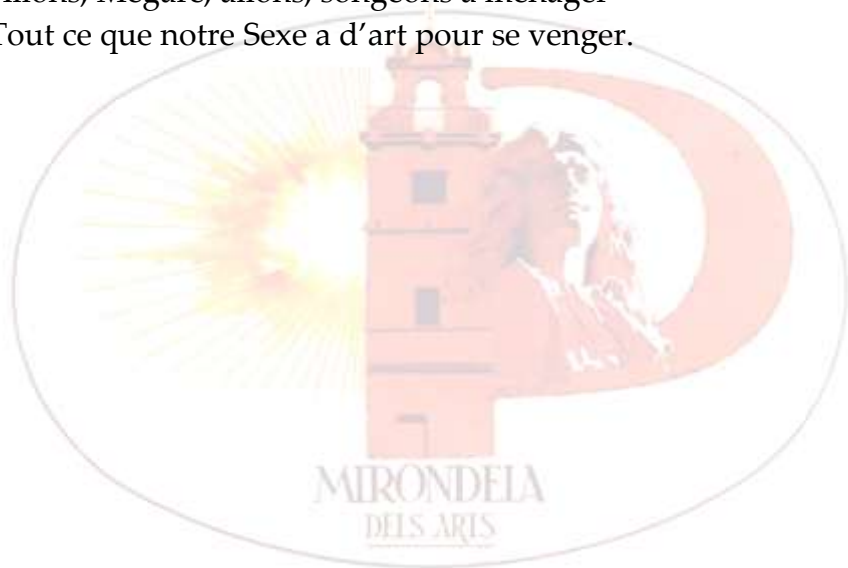 Allons, Mégare, allons, songeons à ménager
Tout ce que notre Sexe a d’art pour se venger.
MIRONDELA
DELS ARTS